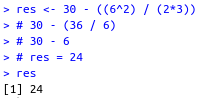 > res <- 30 - ((6^2) / (2*3))
> # 30 - (36 / 6)
> # 30 - 6
> # res = 24
> res
[1] 24